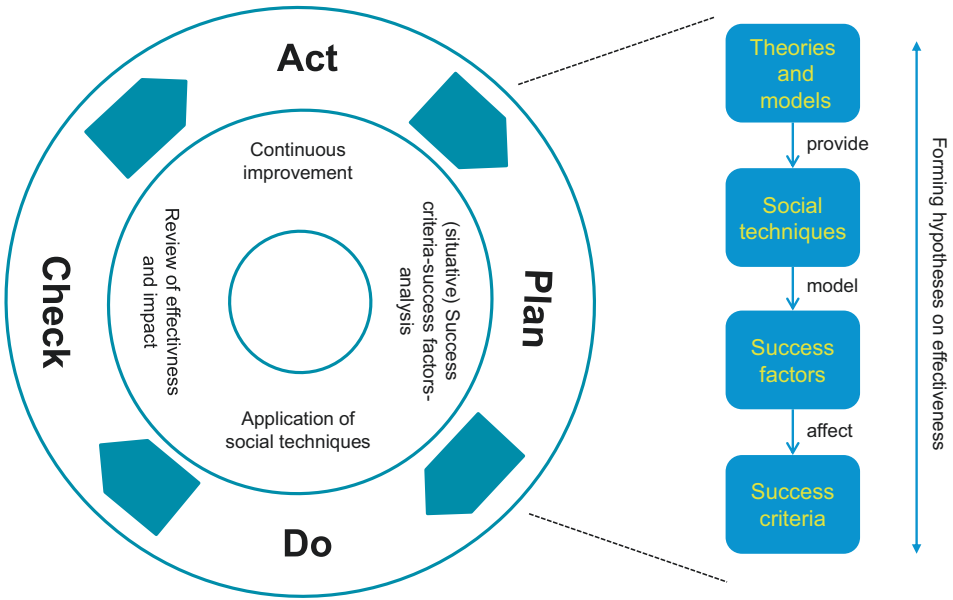 Act
Continuous
improvement
Plan
(situative) Success
criteria-success factors-
analysis
Do
Application of
social techniques
Check
Review of effectivness
and impact
Theories
and
models
provide
Social
techniques
model
Success
factors
affect
Success
criteria
Forming hypotheses on effectiveness